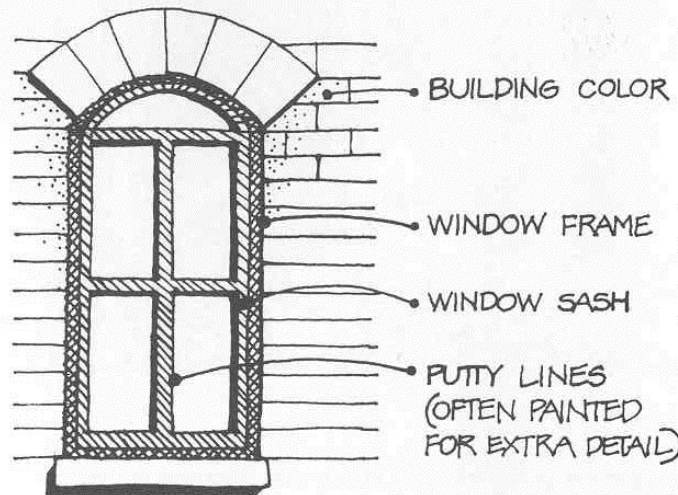 BUILDING COLOR
WINDOW FRAME
WINDOW SASH
PUTTY LINES
(OFTEN PAINTED
FOR EXTRA DETAIL)